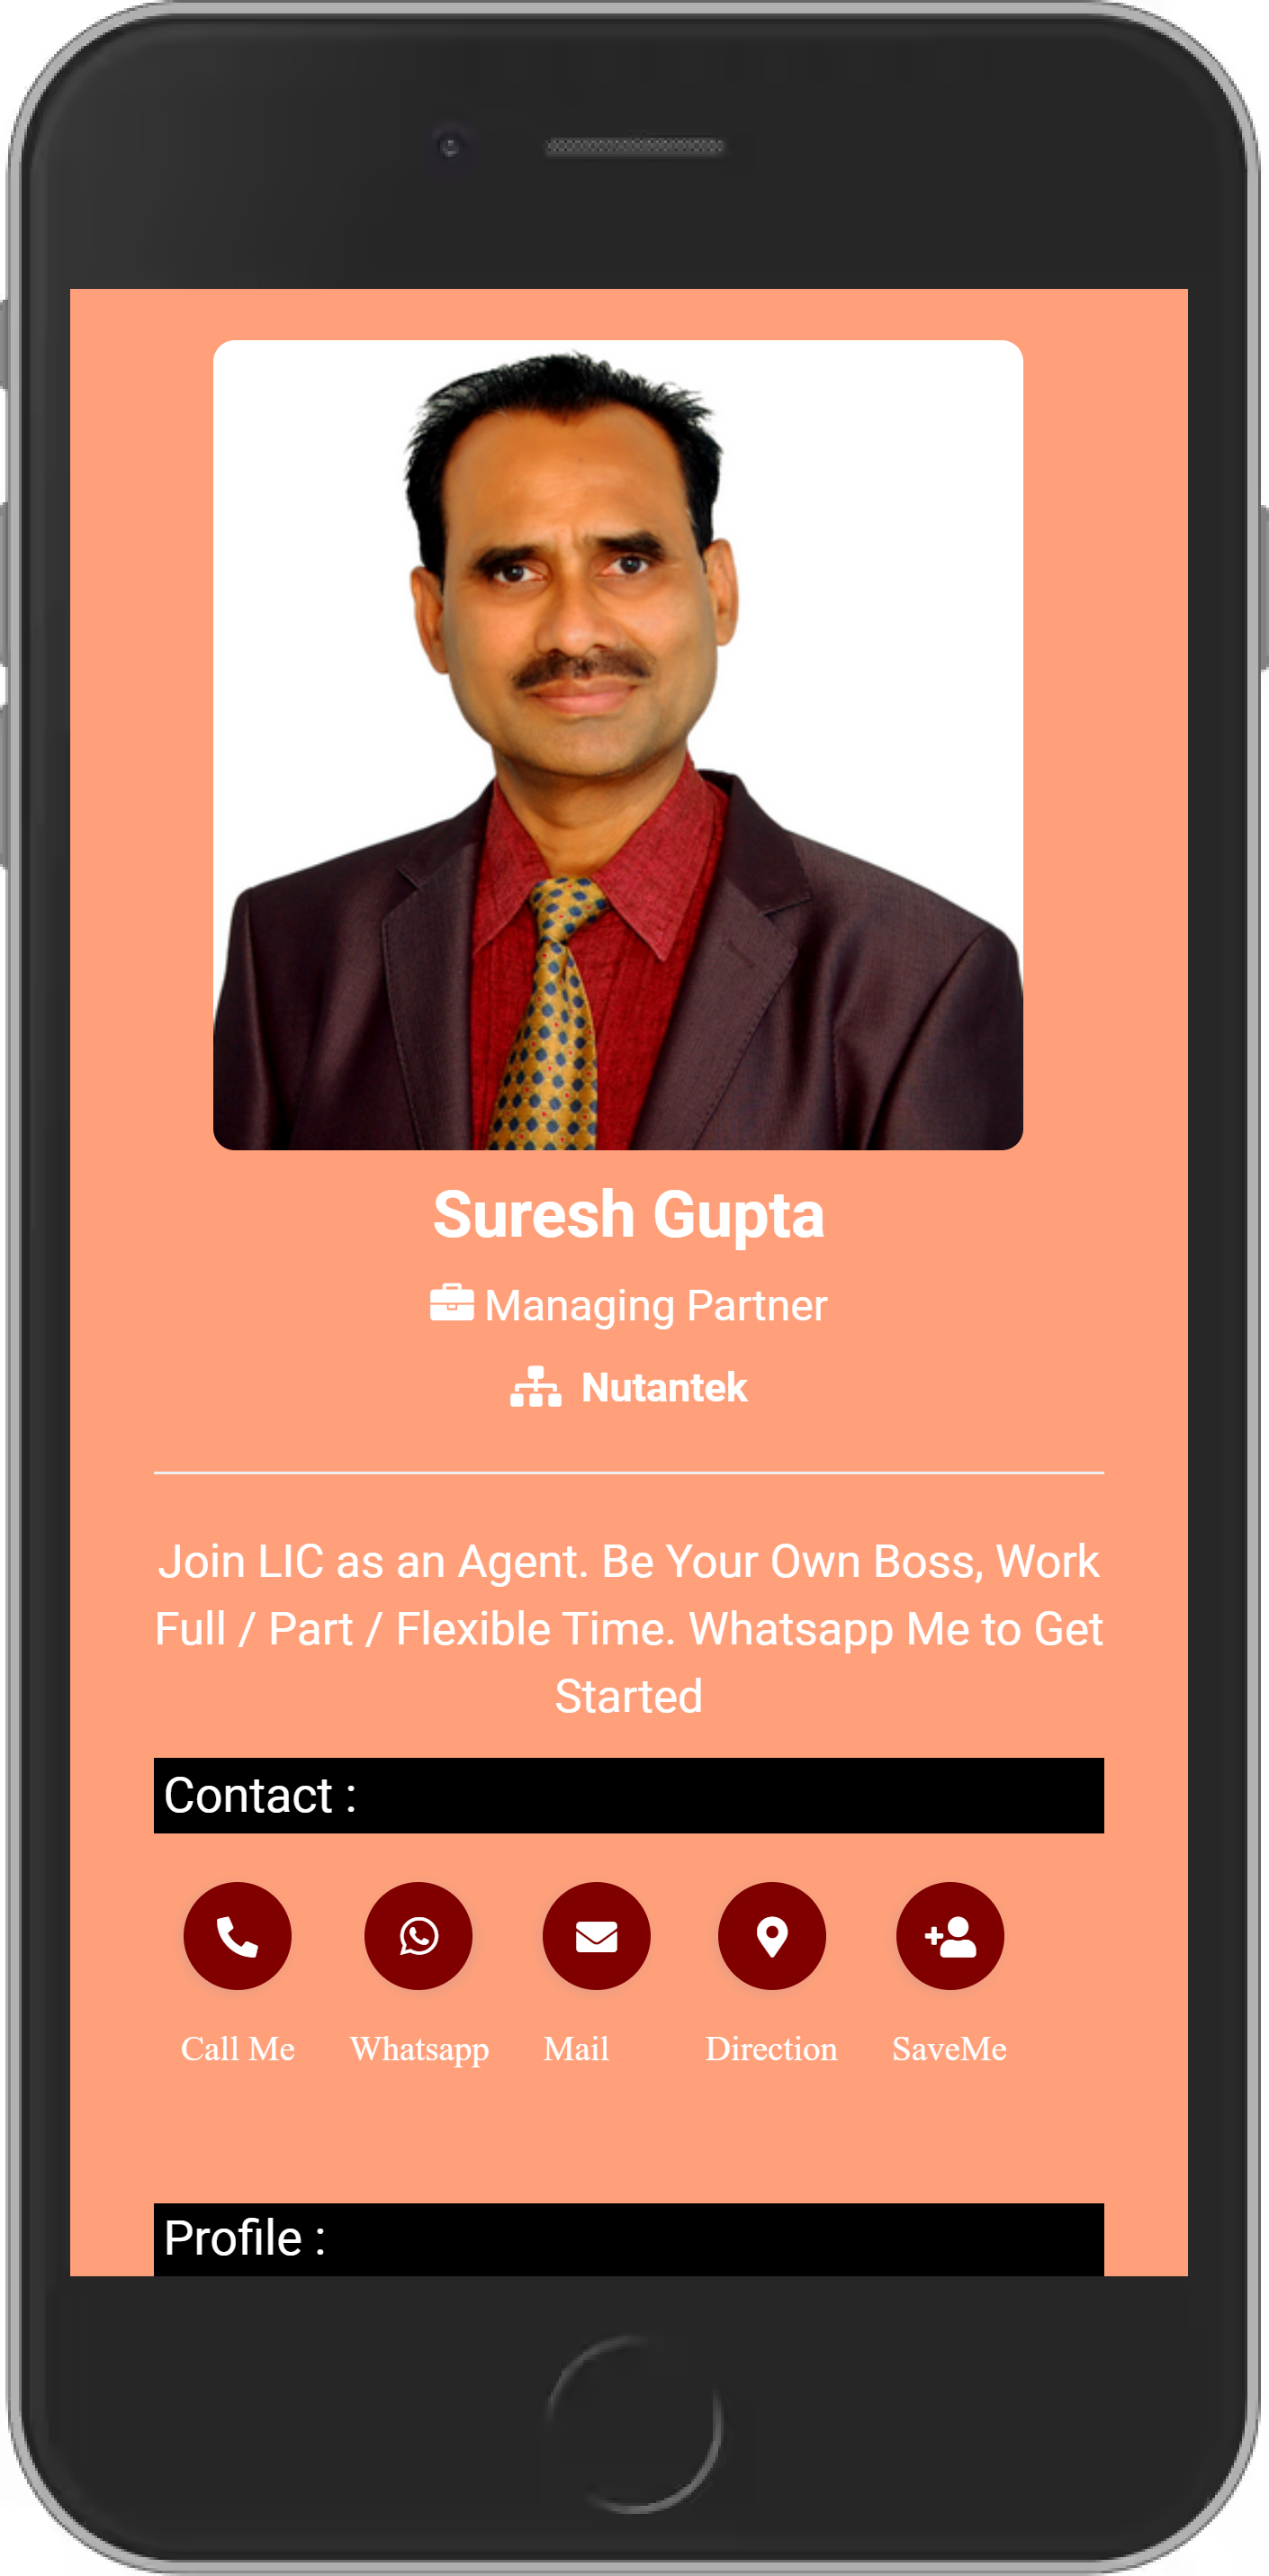 Suresh Gupta
Managing Partner
Nutantek
Join LIC as an Agent. Be Your Own Boss, Work
Full / Part / Flexible Time. Whatsapp Me to Get
Started
Contact :
Call Me Whatsapp Mail Direction SaveMe
Profile :